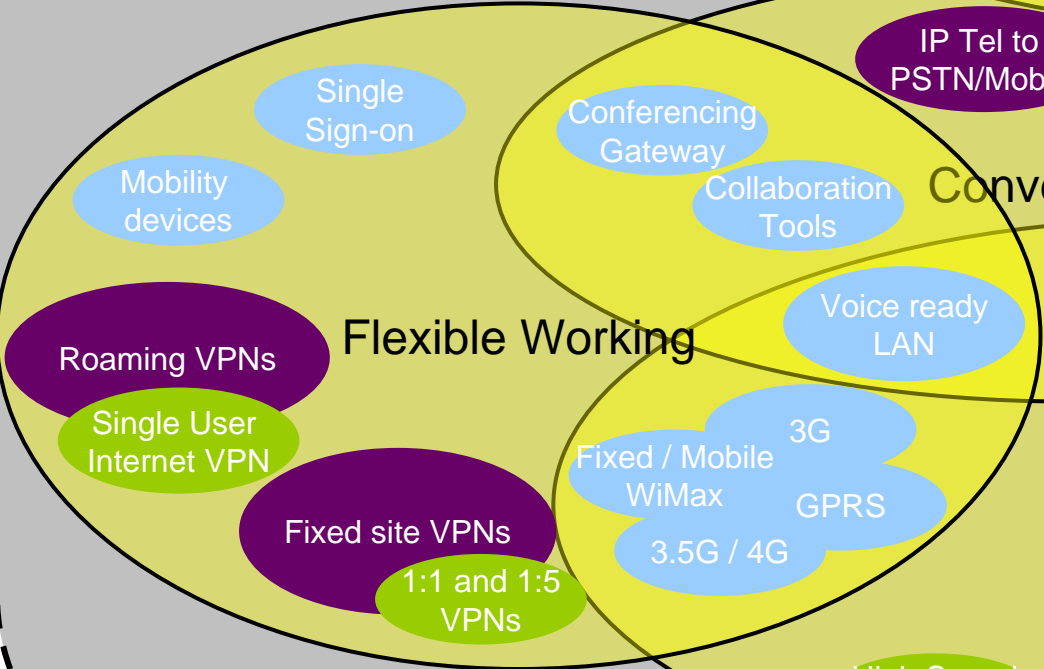 IP Tel to
PSTN/Mob
Single
Sign-on
Conferencing
Gateway
Mobility
devices
Collaboration
Tools
Conv
Voice ready
LAN
Flexible Working
Roaming VPNs
Single User
Internet VPN
3G
Fixed / Mobile
WiMax
GPRS
Fixed site VPNs
3.5G / 4G
1:1 and 1:5
VPNs